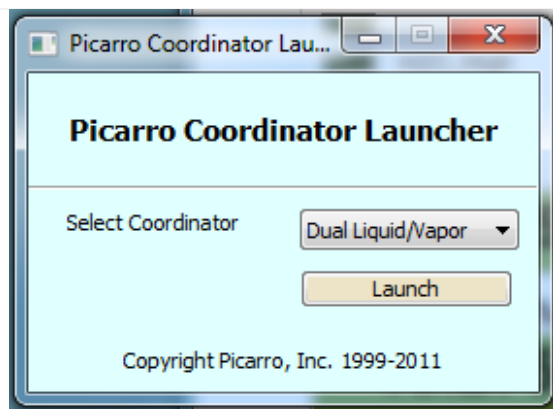 Picarro Coordinator Lau...
Picarro Coordinator Launcher
Select Coordinator
Dual Liquid/Vapor
Launch
Copyright Picarro, Inc. 1999-2011